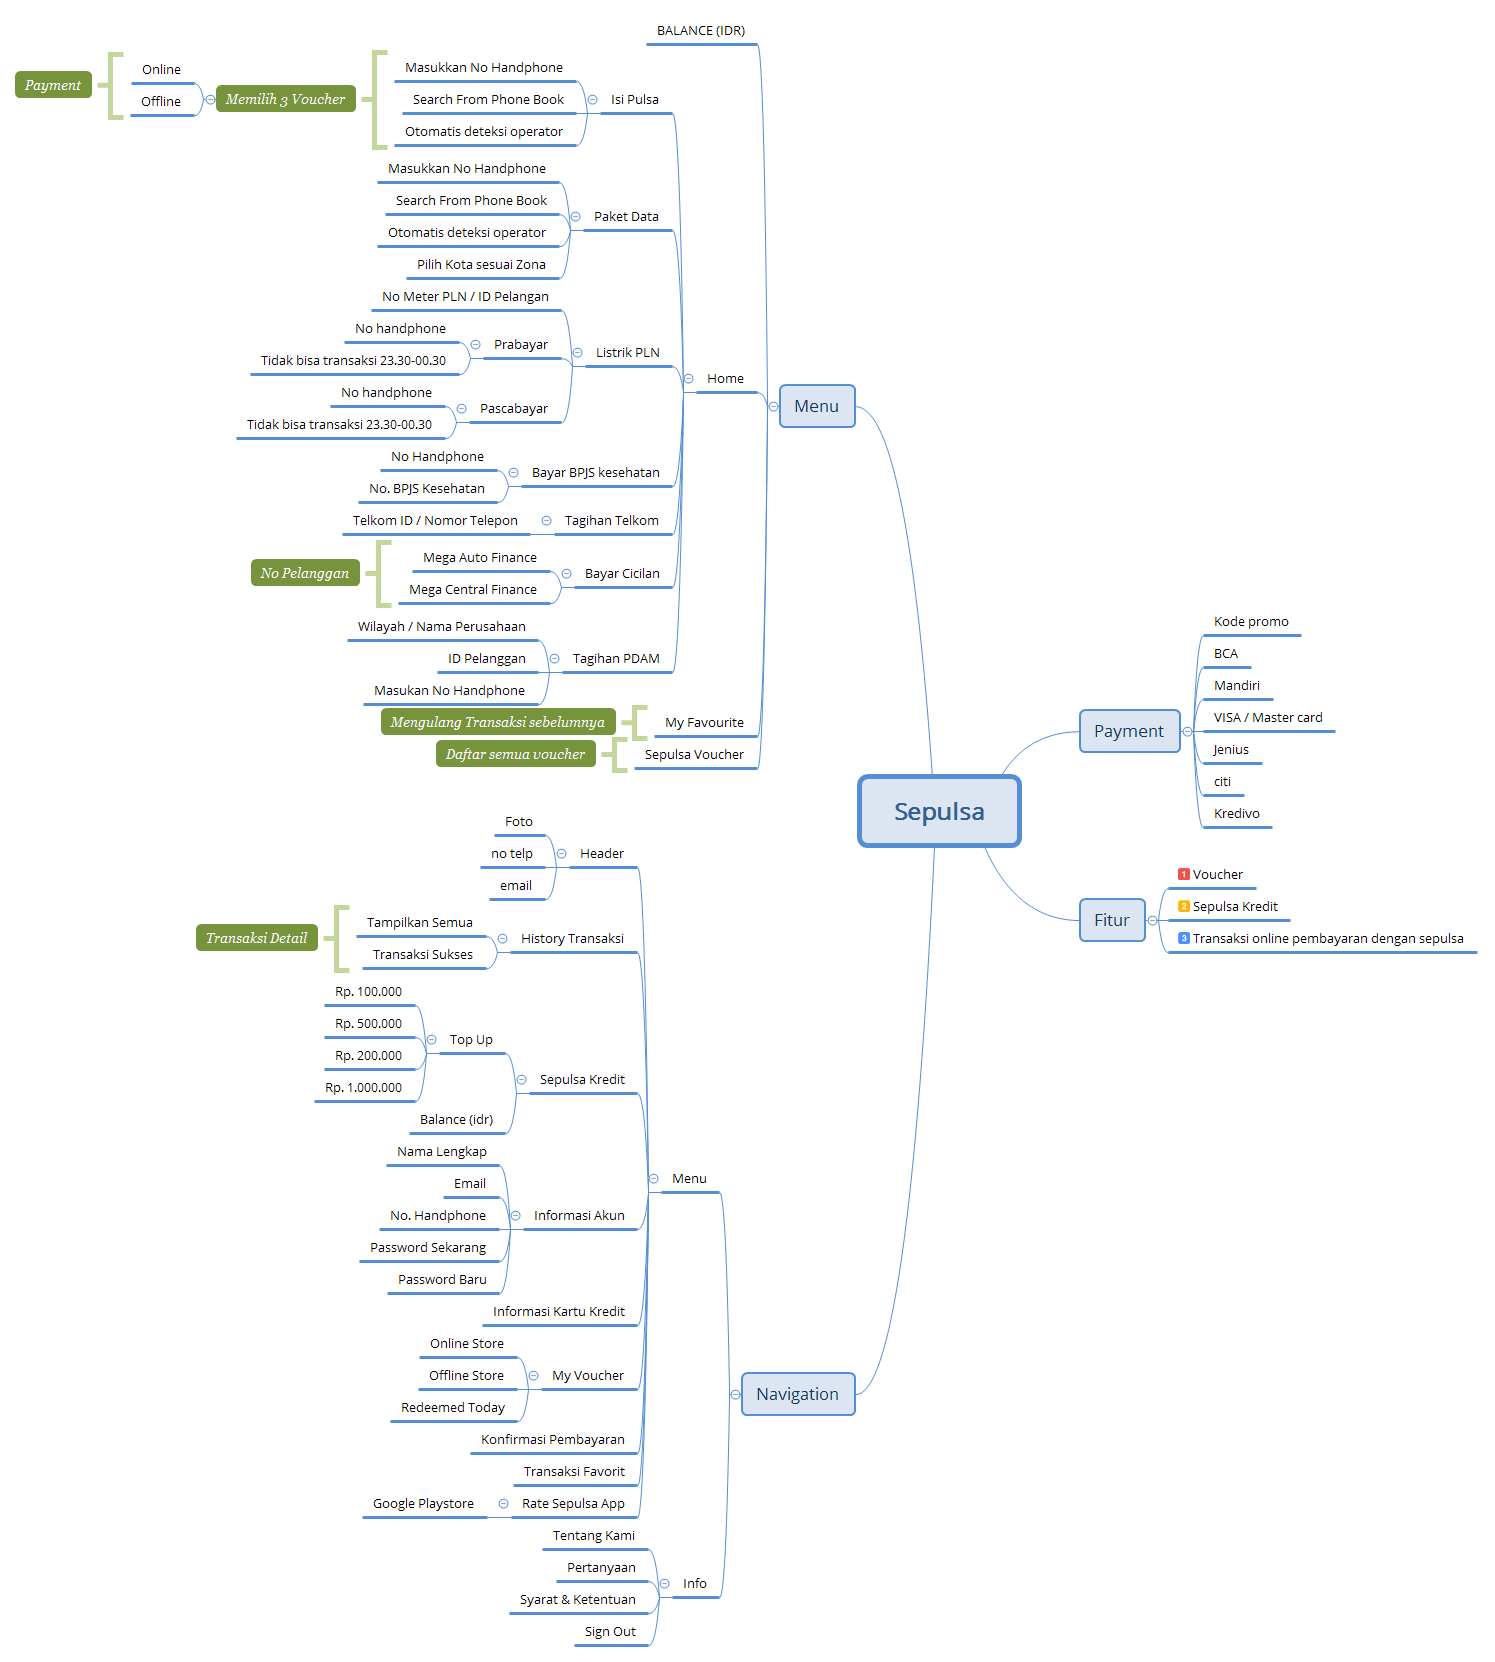 Sepulsa
Menu
BALANCE (IDR)
Home
Isi Pulsa
Masukkan No Handphone
Search From Phone Book
Otomatis deteksi operator
Memilih 3 Voucher
Online
Offline
Payment
Paket Data
Masukkan No Handphone
Search From Phone Book
Otomatis deteksi operator
Pilih Kota sesuai Zona
Listrik PLN
No Meter PLN / ID Pelangan
Prabayar
No handphone
Tidak bisa transaksi 23.30-00.30
Pascabayar
No handphone
Tidak bisa transaksi 23.30-00.30
Bayar BPJS kesehatan
No Handphone
No. BPJS Kesehatan
Tagihan Telkom
Telkom ID / Nomor Telepon
Bayar Cicilan
Mega Auto Finance
Mega Central Finance
No Pelanggan
Tagihan PDAM
Wilayah / Nama Perusahaan
ID Pelanggan
Masukan No Handphone
My Favourite
Mengulang Transaksi sebelumnya
Sepulsa Voucher
Daftar semua voucher
Payment
Kode promo
BCA
Mandiri
VISA / Master card
Jenius
citi
Kredivo
Fitur
1 Voucher
2 Sepulsa Kredit
3 Transaksi online pembayaran dengan sepulsa
Navigation
Menu
Header
Foto
no telp
email
History Transaksi
Tampilkan Semua
Transaksi Sukses
Transaksi Detail
Sepulsa Kredit
Top Up
Rp. 100.000
Rp. 500.000
Rp. 200.000
Rp. 1.000.000
Balance (idr)
Informasi Akun
Nama Lengkap
Email
No. Handphone
Password Sekarang
Password Baru
Informasi Kartu Kredit
My Voucher
Online Store
Offline Store
Redeemed Today
Konfirmasi Pembayaran
Transaksi Favorit
Rate Sepulsa App
Google Playstore
Info
Tentang Kami
Pertanyaan
Syarat & Ketentuan
Sign Out